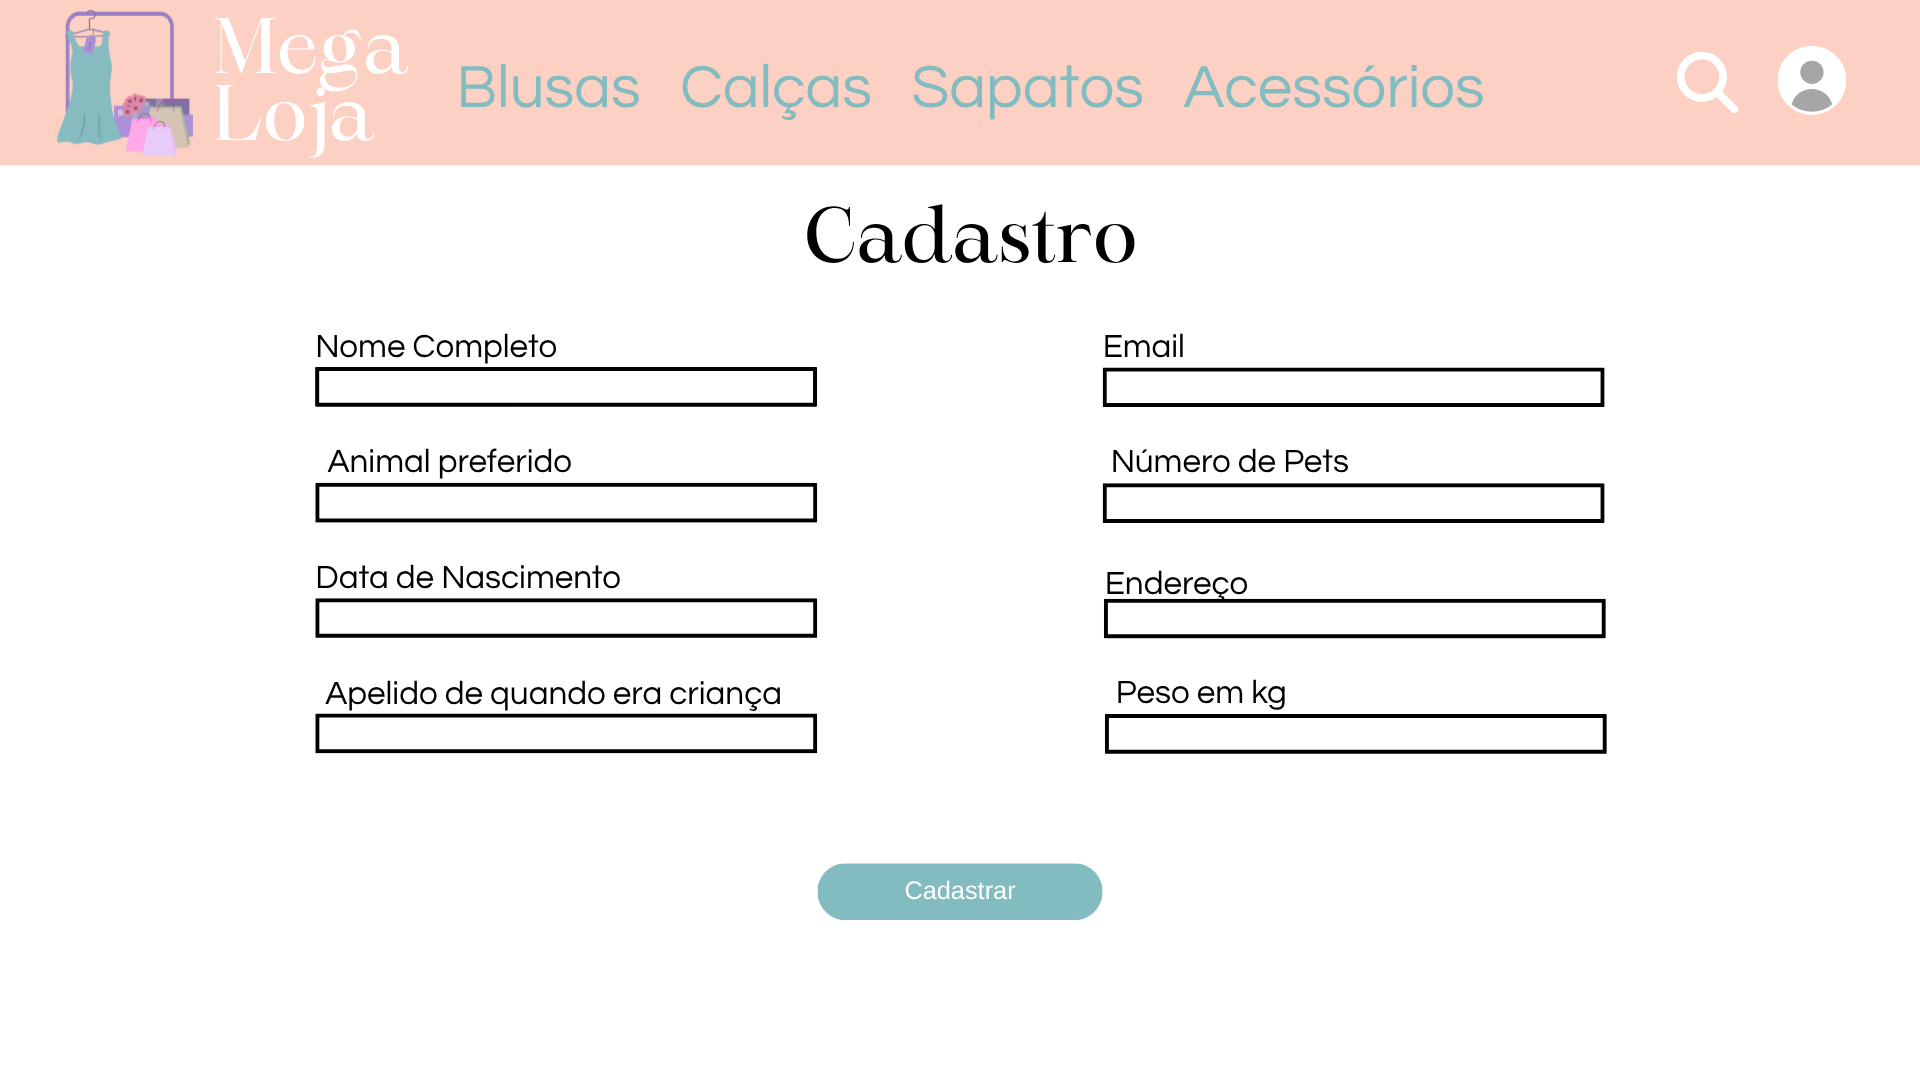 Mega
Loja
Blusas Calças Sapatos Acessórios
Cadastro
Nome Completo
Email
Animal preferido
Número de Pets
Data de Nascimento
Endereço
Apelido de quando era criança
Peso em kg
Cadastrar